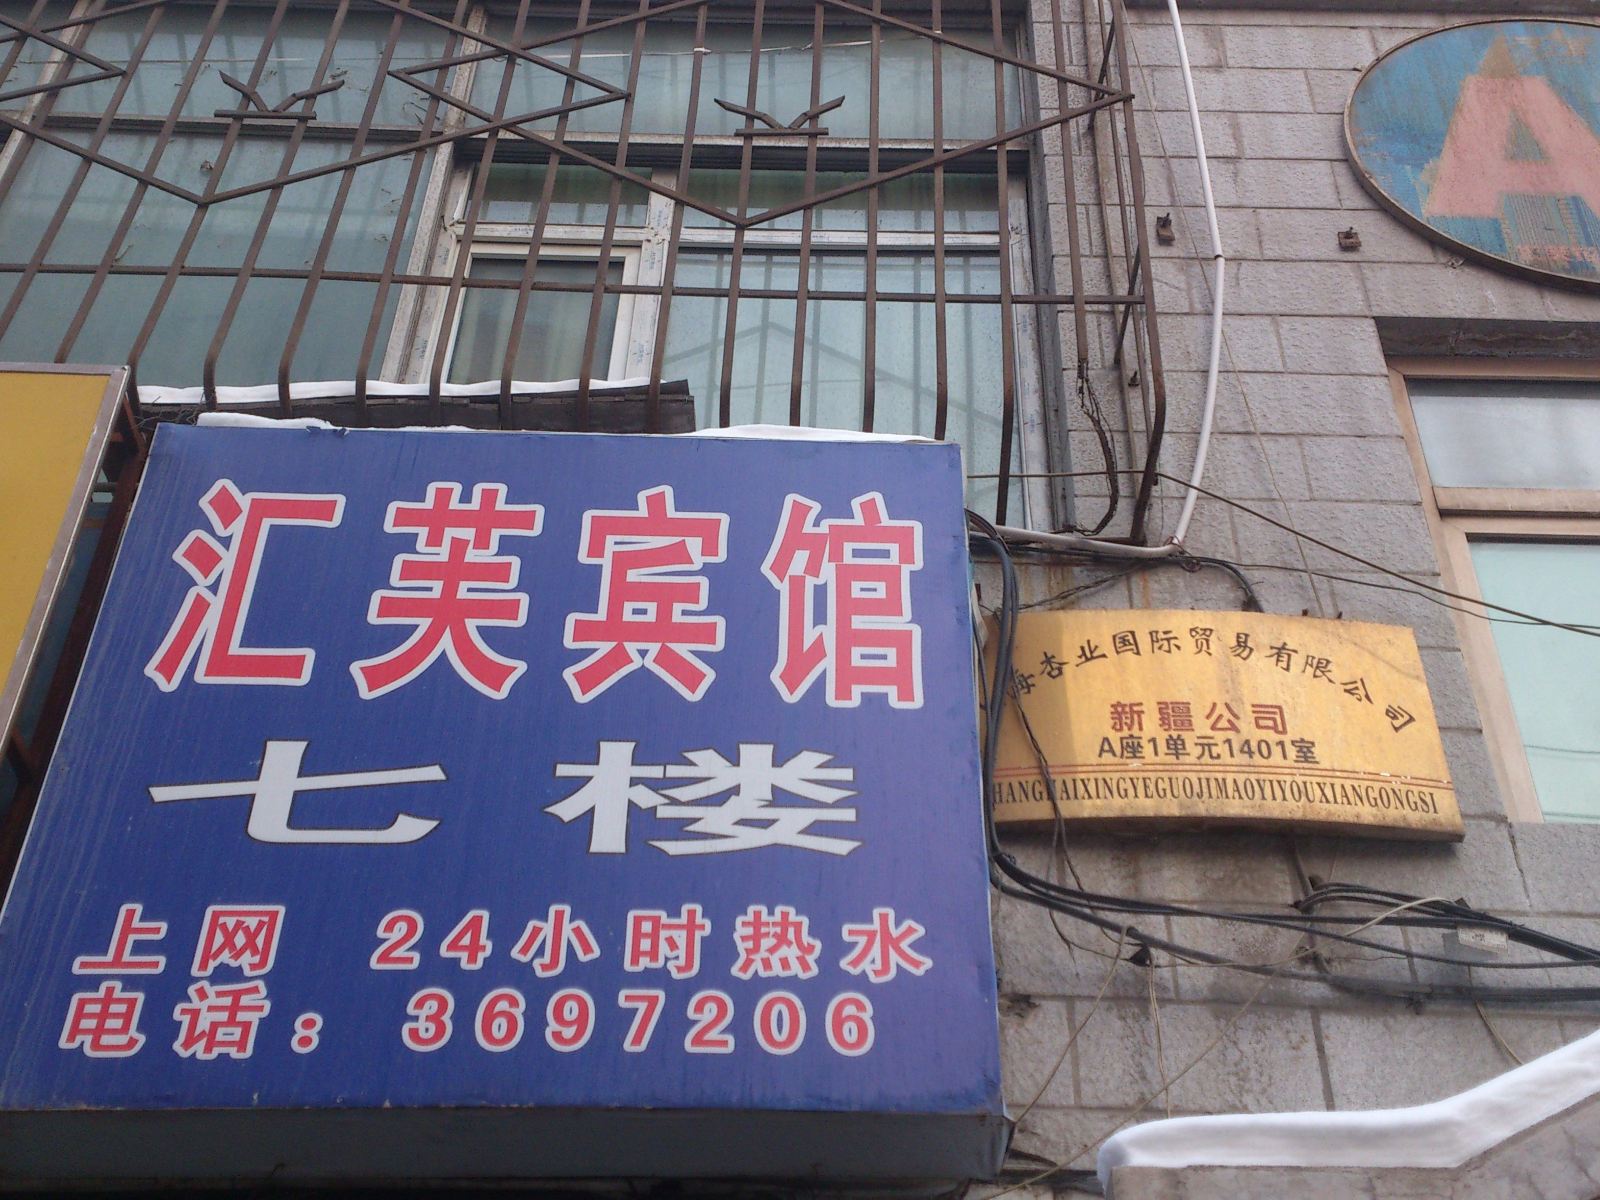 汇芙宾馆
七楼
上网 24小时热水
电话：3697206
A
海杏业国际贸易有限公司
新疆公司
A座1单元1401室
HANGHAIXINGYEGUOJIMAOYIYOUXIANGONGSI